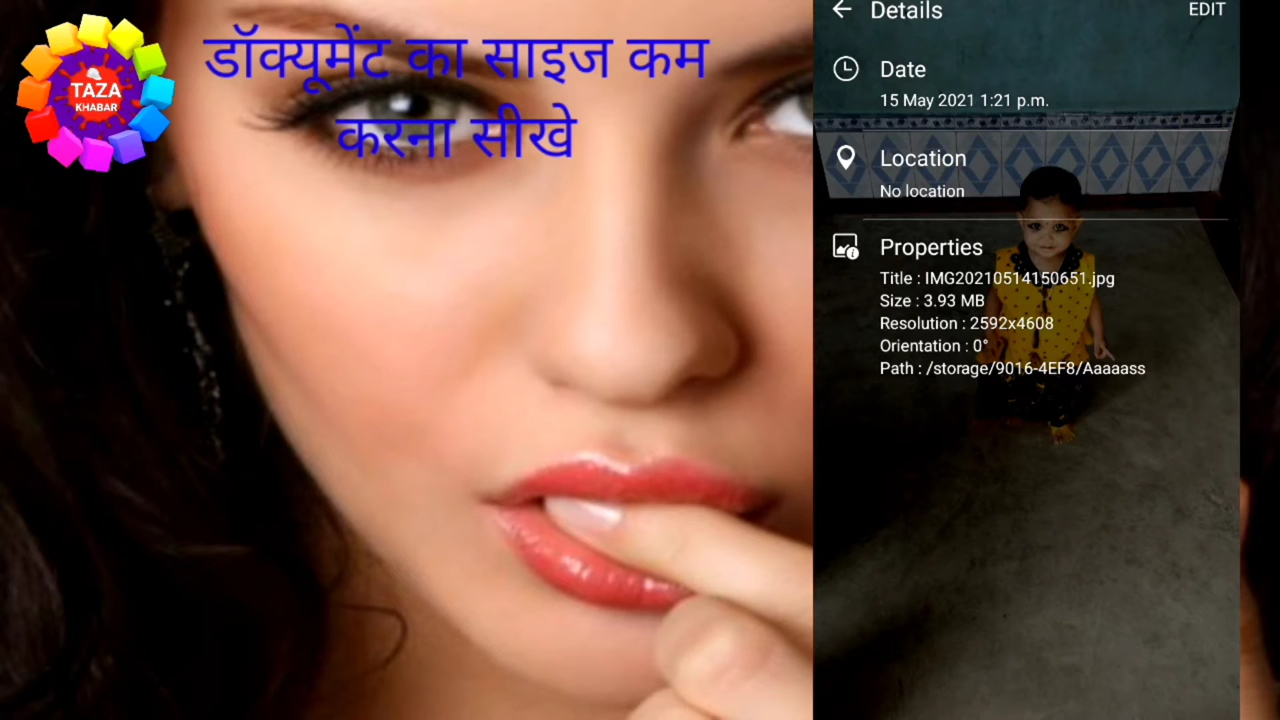 TAZA
KHABAR
डॉक्यूमेंट का साइज कम
करना सीखे
Details
EDIT
Date
15 May 2021 1:21 p.m.
Location
No location
Properties
Title : IMG20210514150651.jpg
Size : 3.93 MB
Resolution : 2592x4608
Orientation : 0°
Path : /storage/9016-4EF8/Aaaaass